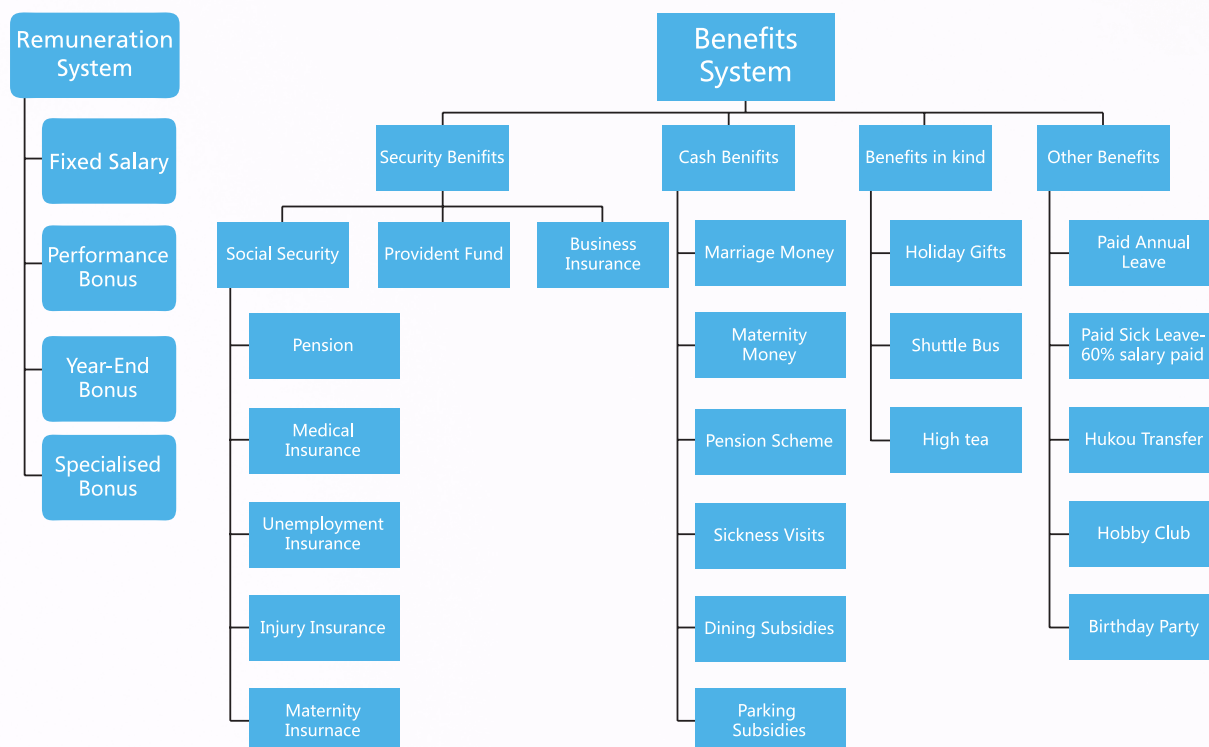 Remuneration
System
Fixed Salary
Performance
Bonus
Year-End
Bonus
Specialised
Bonus
Benefits
System
Security Benifits
Cash Benifits
Benefits in kind
Other Benefits
Social Security
Provident Fund
Business
Insurance
Pension
Medical
Insurance
Unemployment
Insurance
Injury Insurance
Maternity
Insurnace
Marriage Money
Maternity
Money
Pension Scheme
Sickness Visits
Dining Subsidies
Parking
Subsidies
Holiday Gifts
Shuttle Bus
High tea
Paid Annual
Leave
Paid Sick Leave-
60% salary paid
Hukou Transfer
Hobby Club
Birthday Party